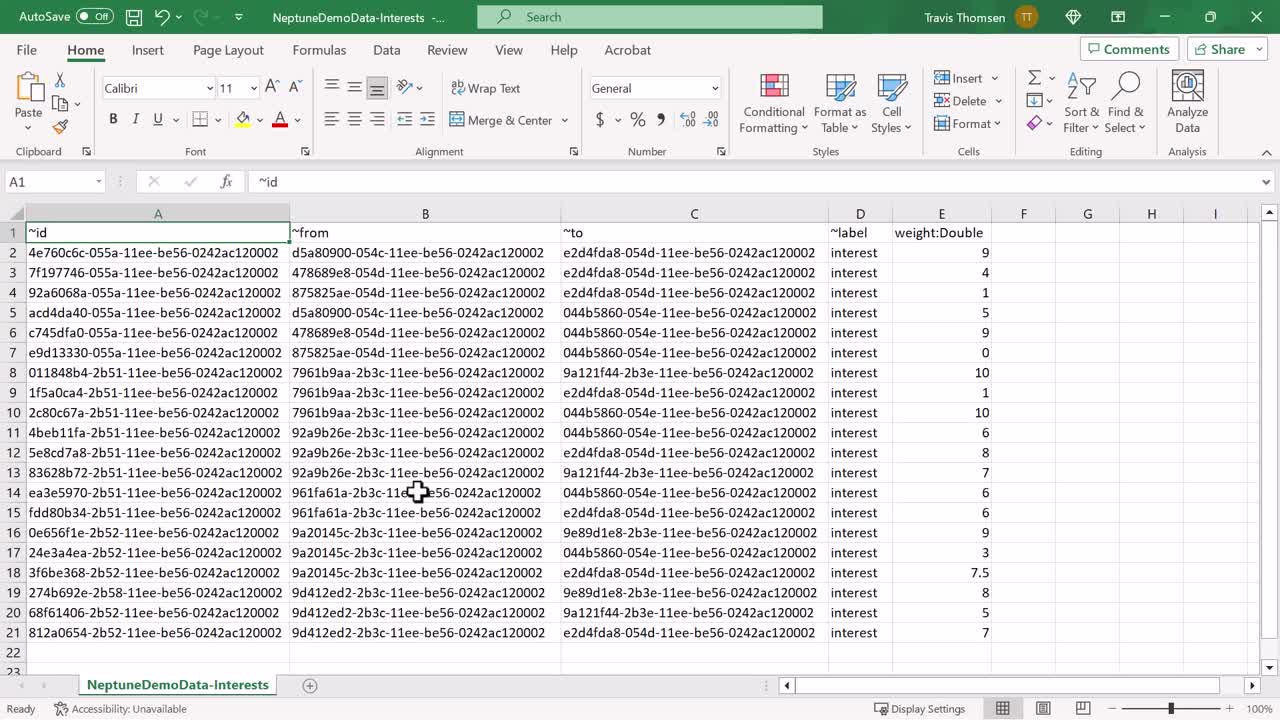 AutoSave Off NeptuneDemoData-Interests -... Search Travis Thomsen TT
File Home Insert Page Layout Formulas Data Review View Help Acrobat Comments Share
Paste Calibri 11 A A Wrap Text General Conditional Formatting Format as Table Cell Styles Insert Σ Sort & Filter Find & Select Analyze Data
B I U A Merge & Center $ % Delete
Format
Clipboard Font Alignment Number Styles Cells Editing Analysis
A1 fx ~id
A B C D E F G H I
1 ~id ~from ~to ~label weight:Double
2 4e760c6c-055a-11ee-be56-0242ac120002 d5a80900-054c-11ee-be56-0242ac120002 e2d4fda8-054d-11ee-be56-0242ac120002 interest 9
3 7f197746-055a-11ee-be56-0242ac120002 478689e8-054d-11ee-be56-0242ac120002 e2d4fda8-054d-11ee-be56-0242ac120002 interest 4
4 92a6068a-055a-11ee-be56-0242ac120002 875825ae-054d-11ee-be56-0242ac120002 e2d4fda8-054d-11ee-be56-0242ac120002 interest 1
5 acd4da40-055a-11ee-be56-0242ac120002 d5a80900-054c-11ee-be56-0242ac120002 044b5860-054e-11ee-be56-0242ac120002 interest 5
6 c745dfa0-055a-11ee-be56-0242ac120002 478689e8-054d-11ee-be56-0242ac120002 044b5860-054e-11ee-be56-0242ac120002 interest 9
7 e9d13330-055a-11ee-be56-0242ac120002 875825ae-054d-11ee-be56-0242ac120002 044b5860-054e-11ee-be56-0242ac120002 interest 0
8 011848b4-2b51-11ee-be56-0242ac120002 7961b9aa-2b3c-11ee-be56-0242ac120002 9a121f44-2b3e-11ee-be56-0242ac120002 interest 10
9 1f5a0ca4-2b51-11ee-be56-0242ac120002 7961b9aa-2b3c-11ee-be56-0242ac120002 e2d4fda8-054d-11ee-be56-0242ac120002 interest 1
10 2c80c67a-2b51-11ee-be56-0242ac120002 7961b9aa-2b3c-11ee-be56-0242ac120002 044b5860-054e-11ee-be56-0242ac120002 interest 10
11 4beb11fa-2b51-11ee-be56-0242ac120002 92a9b26e-2b3c-11ee-be56-0242ac120002 044b5860-054e-11ee-be56-0242ac120002 interest 6
12 5e8cd7a8-2b51-11ee-be56-0242ac120002 92a9b26e-2b3c-11ee-be56-0242ac120002 e2d4fda8-054d-11ee-be56-0242ac120002 interest 8
13 83628b72-2b51-11ee-be56-0242ac120002 92a9b26e-2b3c-11ee-be56-0242ac120002 9a121f44-2b3e-11ee-be56-0242ac120002 interest 7
14 ea3e5970-2b51-11ee-be56-0242ac120002 961fa61a-2b3c-11ee-be56-0242ac120002 044b5860-054e-11ee-be56-0242ac120002 interest 6
15 fdd80b34-2b51-11ee-be56-0242ac120002 961fa61a-2b3c-11ee-be56-0242ac120002 e2d4fda8-054d-11ee-be56-0242ac120002 interest 6
16 0e656f1e-2b52-11ee-be56-0242ac120002 9a20145c-2b3c-11ee-be56-0242ac120002 9e89d1e8-2b3e-11ee-be56-0242ac120002 interest 9
17 24e3a4ea-2b52-11ee-be56-0242ac120002 9a20145c-2b3c-11ee-be56-0242ac120002 044b5860-054e-11ee-be56-0242ac120002 interest 3
18 3f6be368-2b52-11ee-be56-0242ac120002 9a20145c-2b3c-11ee-be56-0242ac120002 e2d4fda8-054d-11ee-be56-0242ac120002 interest 7.5
19 274b692e-2b58-11ee-be56-0242ac120002 9d412ed2-2b3c-11ee-be56-0242ac120002 9e89d1e8-2b3e-11ee-be56-0242ac120002 interest 8
20 68f61406-2b52-11ee-be56-0242ac120002 9d412ed2-2b3c-11ee-be56-0242ac120002 9a121f44-2b3e-11ee-be56-0242ac120002 interest 5
21 812a0654-2b52-11ee-be56-0242ac120002 9d412ed2-2b3c-11ee-be56-0242ac120002 e2d4fda8-054d-11ee-be56-0242ac120002 interest 7
22
23
NeptuneDemoData-Interests
Ready Accessibility: Unavailable Display Settings 100%